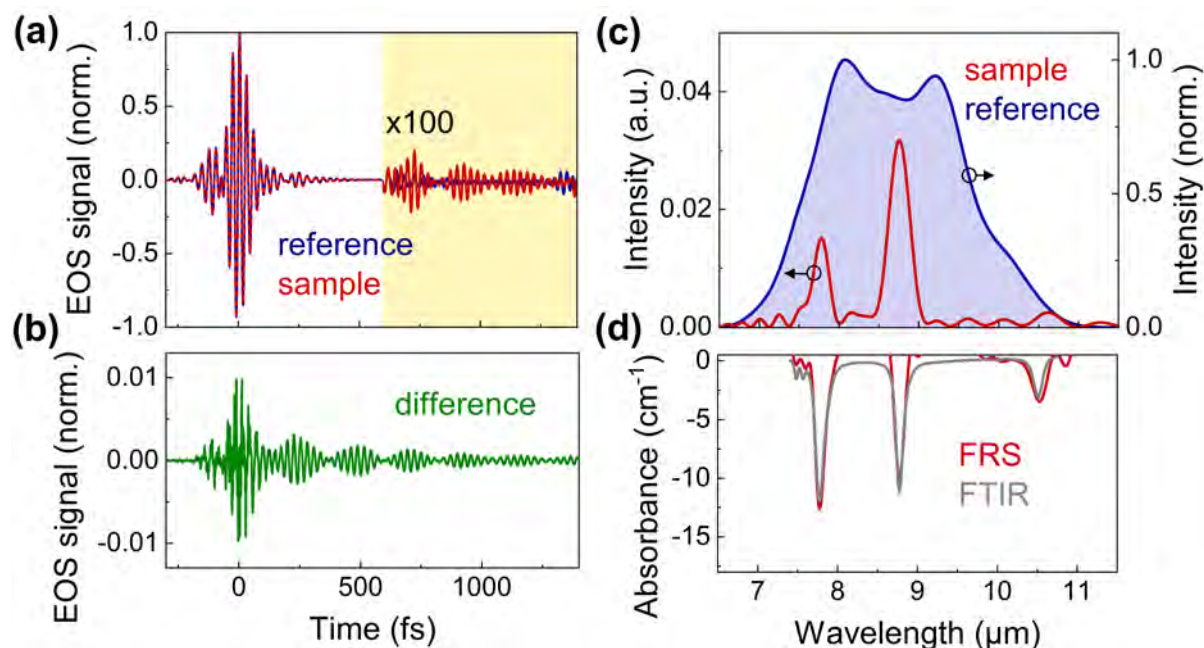 (a)
EOS signal (norm.)
1.0
0.5
0.0
-0.5
-1.0
x100
reference
sample
(b)
EOS signal (norm.)
0.01
0.00
-0.01
difference
0
500
1000
Time (fs)
(c)
Intensity (a.u.)
0.04
0.02
0.00
sample
reference
1.0
0.5
0.0
Intensity (norm.)
(d)
Absorbance (cm⁻¹)
0
-5
-10
-15
FRS
FTIR
7
8
9
10
11
Wavelength (µm)